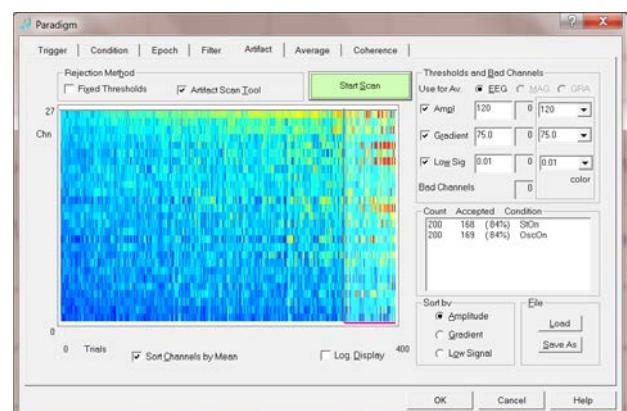 Paradigm
Trigger Condition Epoch Filter Artifact Average Coherence
Rejection Method
Fixed Thresholds Artifact Scan Tool
Start Scan
Thresholds and Bad Channels
Use for Av. EEG MAG GRA
Ampl 120 0 120
Gradient 75.0 0 75.0
Low Sig 0.01 0 0.01
color
Bad Channels 0
27
Chn
0
0 Trials 400
Sort Channels by Mean Log. Display
Count Accepted Condition
200 168 (84%) StOn
200 169 (84%) OscOn
Sort by
Amplitude
Gradient
Low Signal
File
Load
Save As
OK Cancel Help